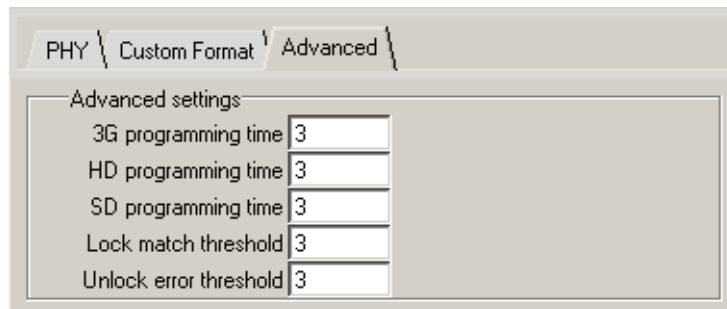 PHY Custom Format Advanced
Advanced settings
3G programming time 3
HD programming time 3
SD programming time 3
Lock match threshold 3
Unlock error threshold 3